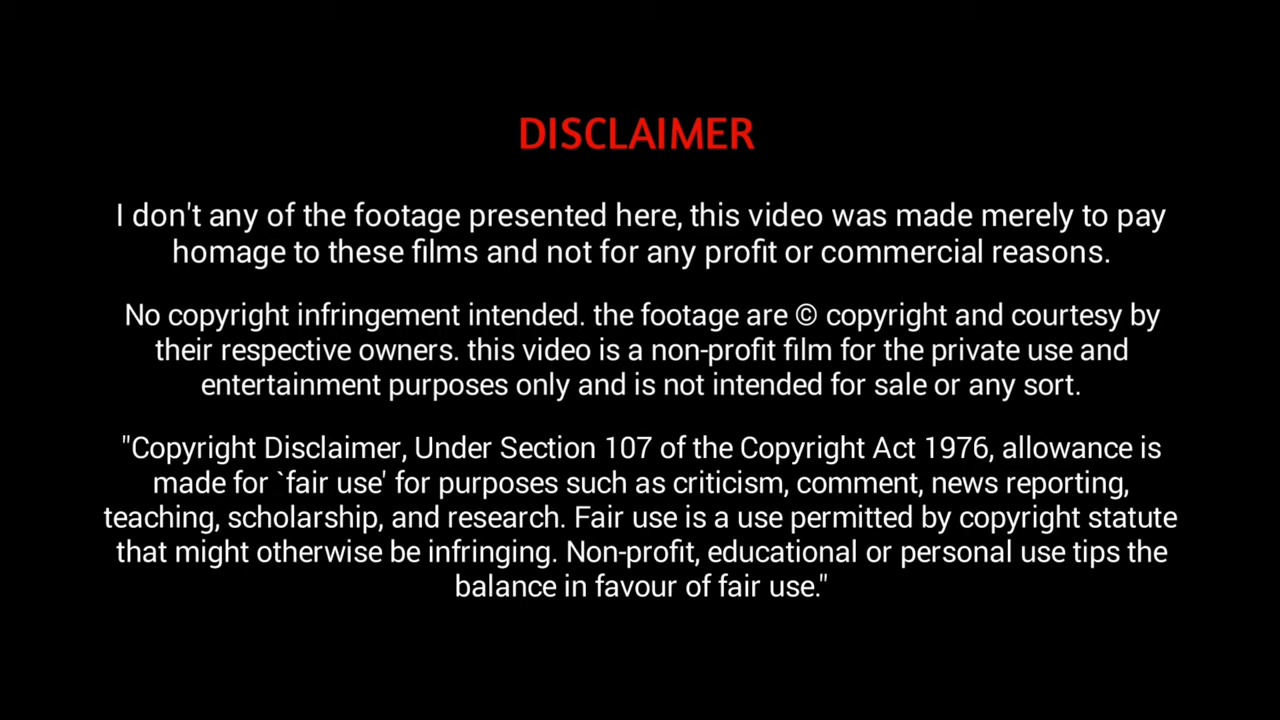 DISCLAIMER
I don't any of the footage presented here, this video was made merely to pay
homage to these films and not for any profit or commercial reasons.
No copyright infringement intended. the footage are © copyright and courtesy by
their respective owners. this video is a non-profit film for the private use and
entertainment purposes only and is not intended for sale or any sort.
"Copyright Disclaimer, Under Section 107 of the Copyright Act 1976, allowance is
made for `fair use' for purposes such as criticism, comment, news reporting,
teaching, scholarship, and research. Fair use is a use permitted by copyright statute
that might otherwise be infringing. Non-profit, educational or personal use tips the
balance in favour of fair use."